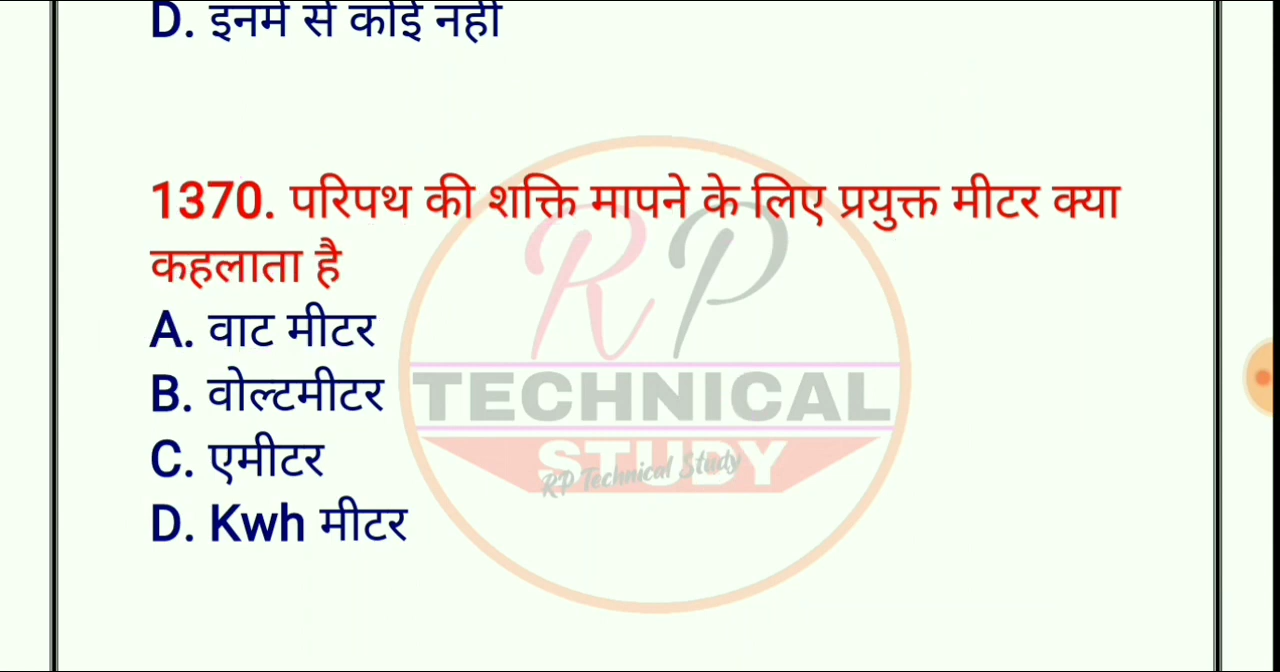 D. इनमें से कोई नहीं
1370. परिपथ की शक्ति मापने के लिए प्रयुक्त मीटर क्या
कहलाता है
A. वाट मीटर
B. वोल्टमीटर
C. एमीटर
D. Kwh मीटर
RP
TECHNICAL
STUDY
RP Technical Study